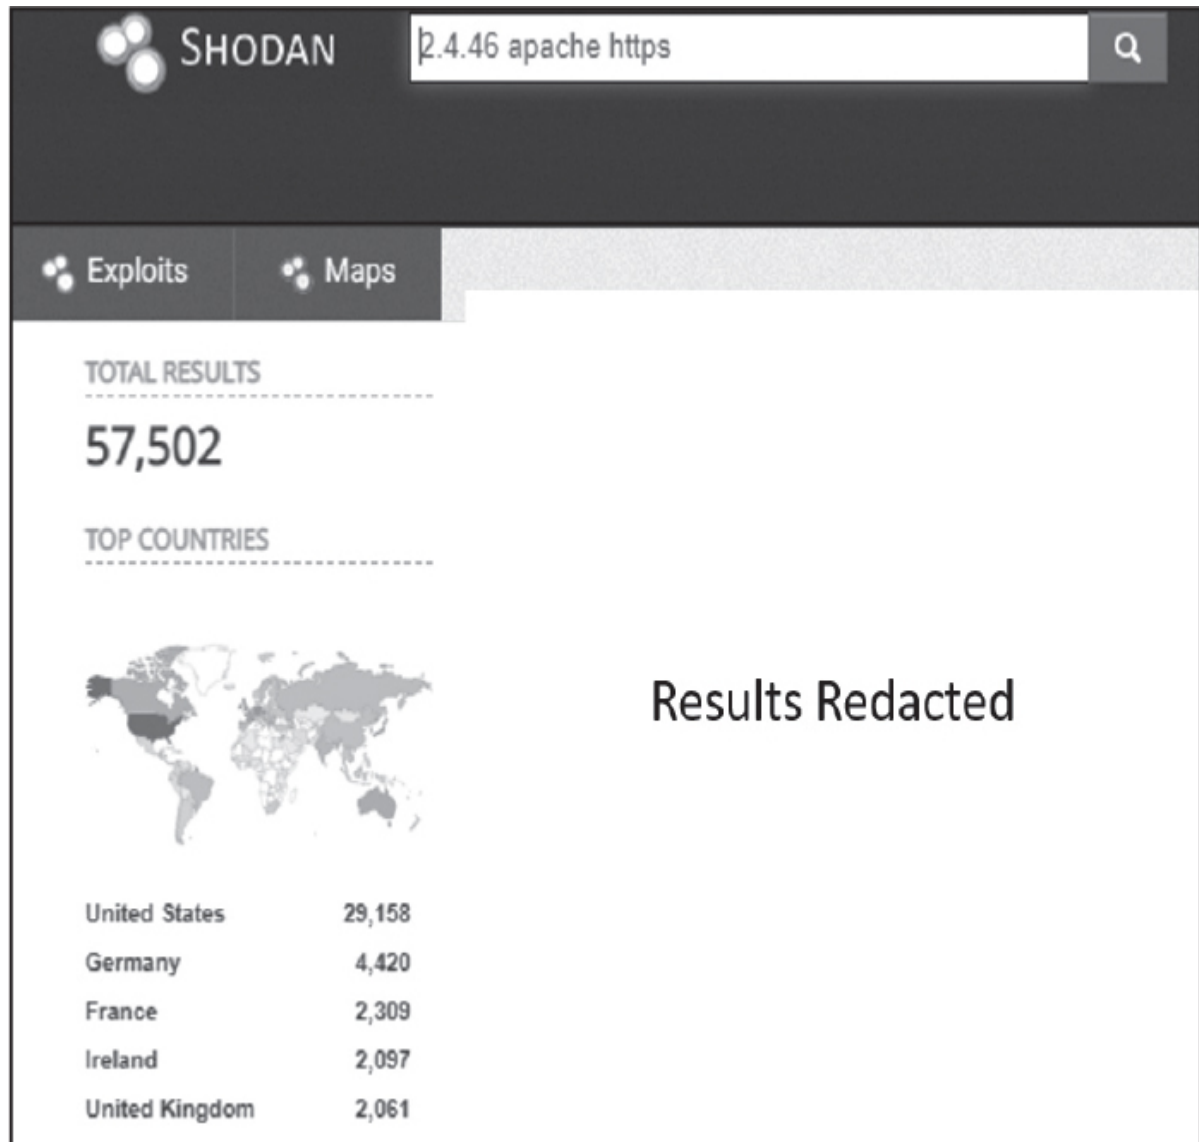 SHODAN
2.4.46 apache https
Exploits
Maps
TOTAL RESULTS
57,502
TOP COUNTRIES
Results Redacted
United States 29,158
Germany 4,420
France 2,309
Ireland 2,097
United Kingdom 2,061